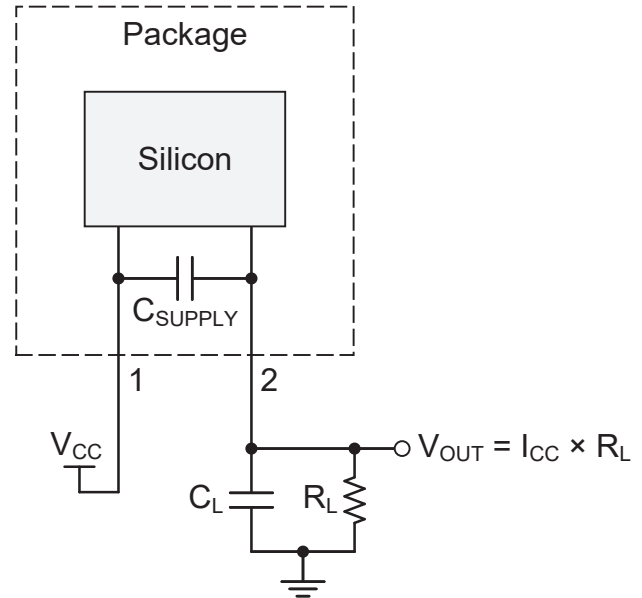 Package
Silicon
C_SUPPLY
1 2
V_CC
V_OUT = I_CC × R_L
C_L R_L